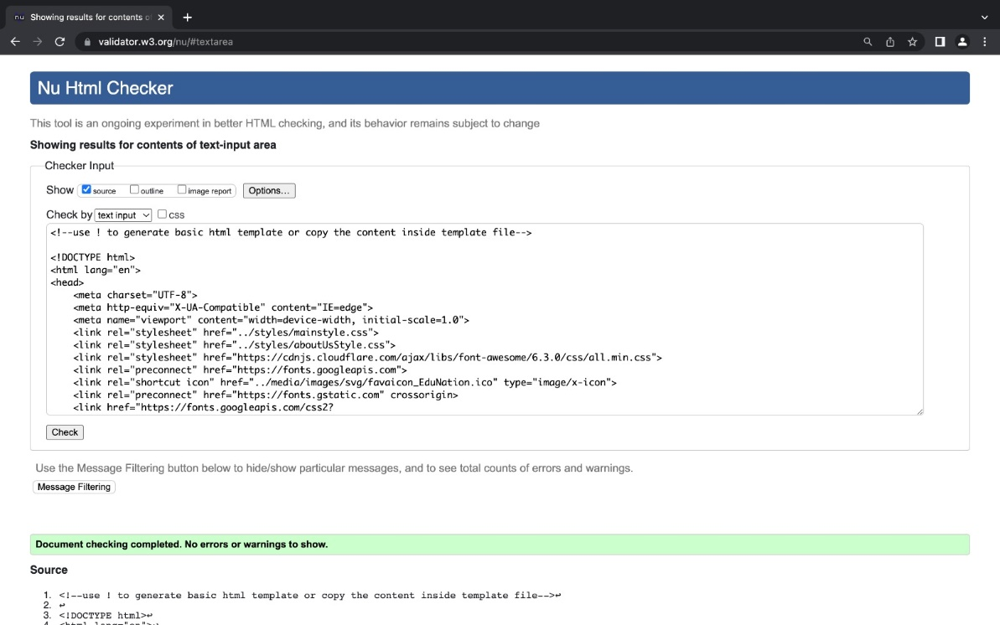 nu Showing results for contents o
validator.w3.org/nu/#textarea
Nu Html Checker
This tool is an ongoing experiment in better HTML checking, and its behavior remains subject to change
Showing results for contents of text-input area
Checker Input
Show source outline image report Options...
Check by text input css
<!--use ! to generate basic html template or copy the content inside template file-->
<!DOCTYPE html>
<html lang="en">
<head>
<meta charset="UTF-8">
<meta http-equiv="X-UA-Compatible" content="IE=edge">
<meta name="viewport" content="width=device-width, initial-scale=1.0">
<link rel="stylesheet" href="../styles/mainstyle.css">
<link rel="stylesheet" href="../styles/aboutUsStyle.css">
<link rel="stylesheet" href="https://cdnjs.cloudflare.com/ajax/libs/font-awesome/6.3.0/css/all.min.css">
<link rel="preconnect" href="https://fonts.googleapis.com">
<link rel="shortcut icon" href="../media/images/svg/favaicon_EduNation.ico" type="image/x-icon">
<link rel="preconnect" href="https://fonts.gstatic.com" crossorigin>
<link href="https://fonts.googleapis.com/css2?
Check
Use the Message Filtering button below to hide/show particular messages, and to see total counts of errors and warnings.
Message Filtering
Document checking completed. No errors or warnings to show.
Source
1. <!--use ! to generate basic html template or copy the content inside template file-->↩
2. ↩
3. <!DOCTYPE html>↩
4. <html lang="en">↩